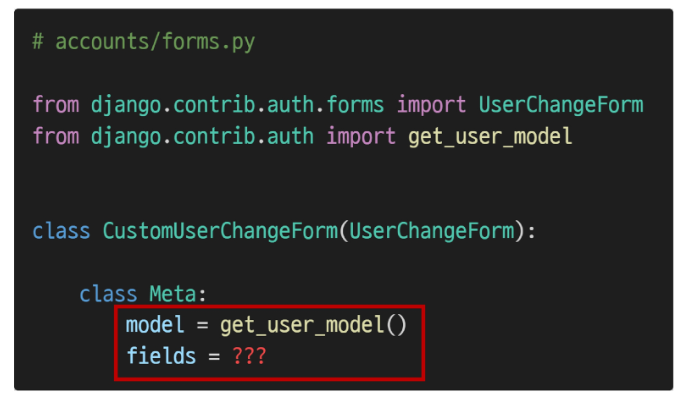 # accounts/forms.py
from django.contrib.auth.forms import UserChangeForm
from django.contrib.auth import get_user_model
class CustomUserChangeForm(UserChangeForm):
class Meta:
model = get_user_model()
fields = ???